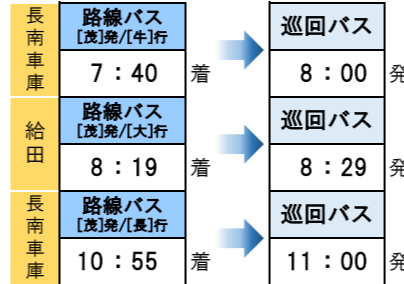 長南車庫
路線バス
[茂]発/[牛]行
7：40
着
巡回バス
8：00
発
給田
路線バス
[茂]発/[大]行
8：19
着
巡回バス
8：29
発
長南車庫
路線バス
[茂]発/[長]行
10：55
着
巡回バス
11：00
発